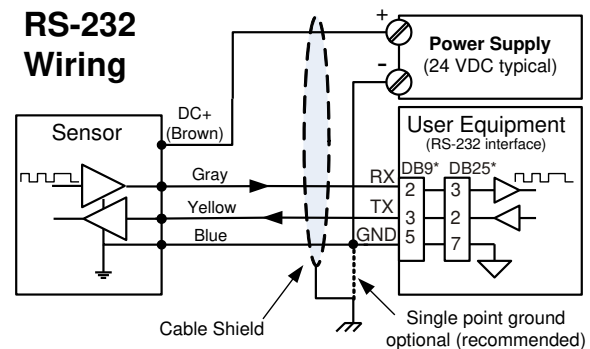 RS-232
Wiring
+
-
Power Supply
(24 VDC typical)
DC+
(Brown)
Sensor
User Equipment
(RS-232 interface)
DB9* DB25*
Gray
RX
2
3
Yellow
TX
3
2
Blue
GND
5
7
Cable Shield
Single point ground
optional (recommended)